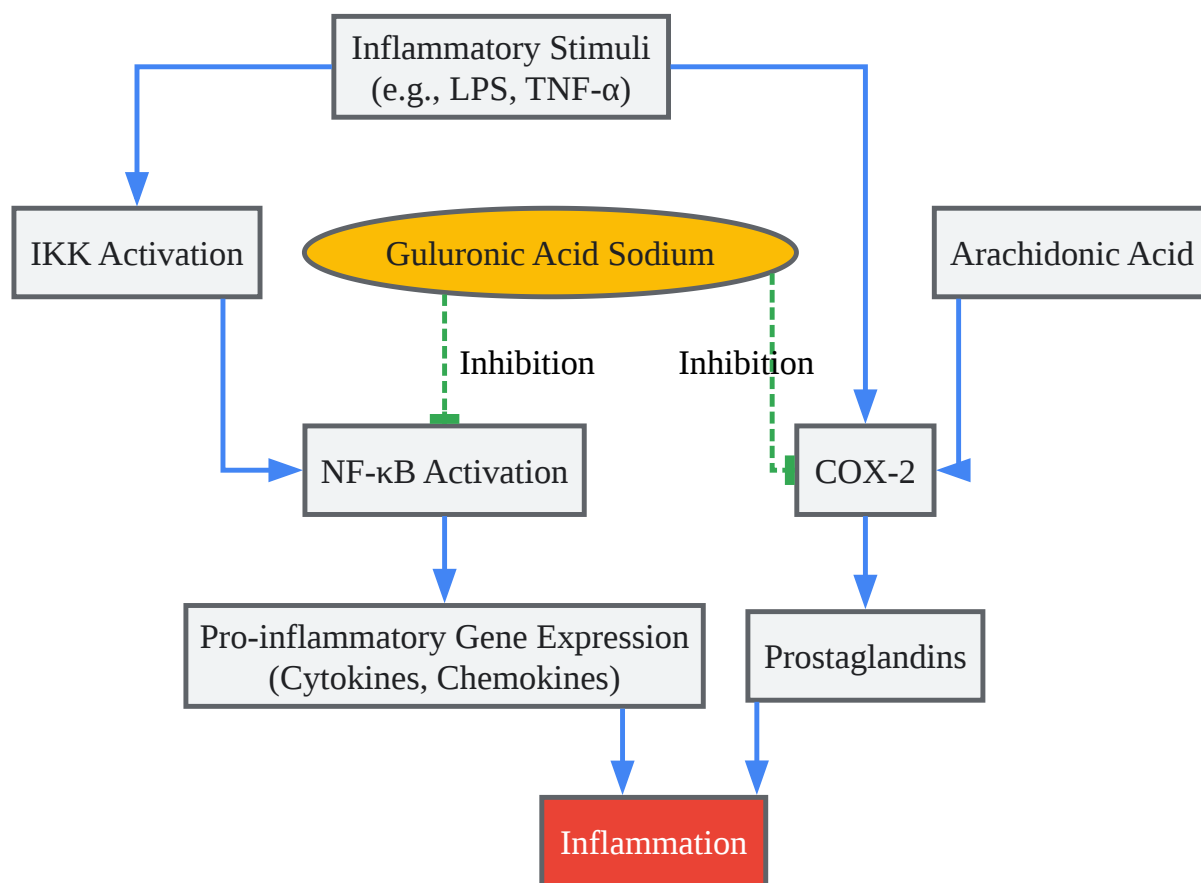 Inflammatory Stimuli
(e.g., LPS, TNF-α)
IKK Activation
Guluronic Acid Sodium
Arachidonic Acid
Inhibition
Inhibition
NF-κB Activation
COX-2
Pro-inflammatory Gene Expression
(Cytokines, Chemokines)
Prostaglandins
Inflammation